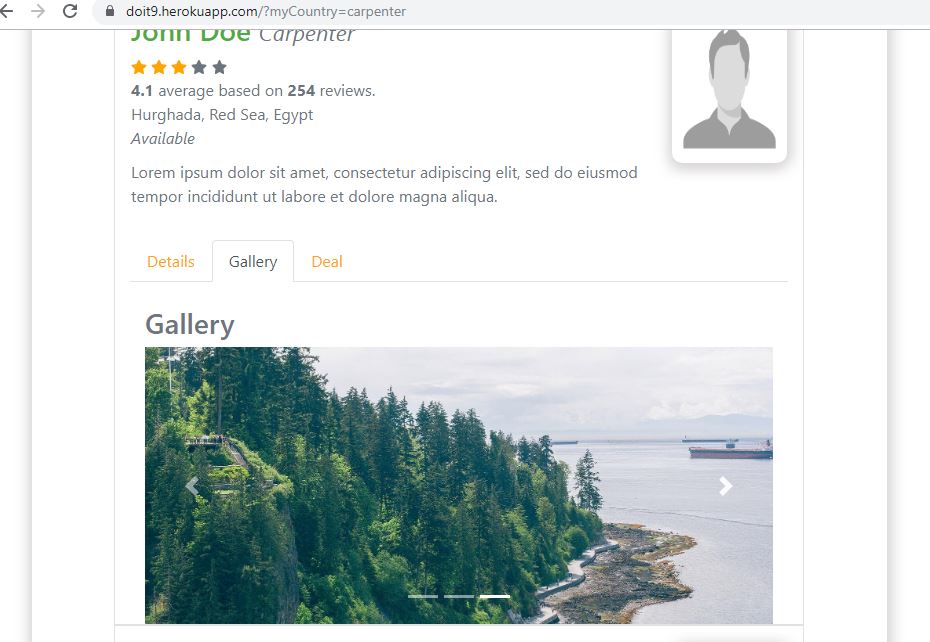 doit9.herokuapp.com/?myCountry=carpenter
John Doe Carpenter
4.1 average based on 254 reviews.
Hurghada, Red Sea, Egypt
Available
Lorem ipsum dolor sit amet, consectetur adipiscing elit, sed do eiusmod
tempor incididunt ut labore et dolore magna aliqua.
Details Gallery Deal
Gallery